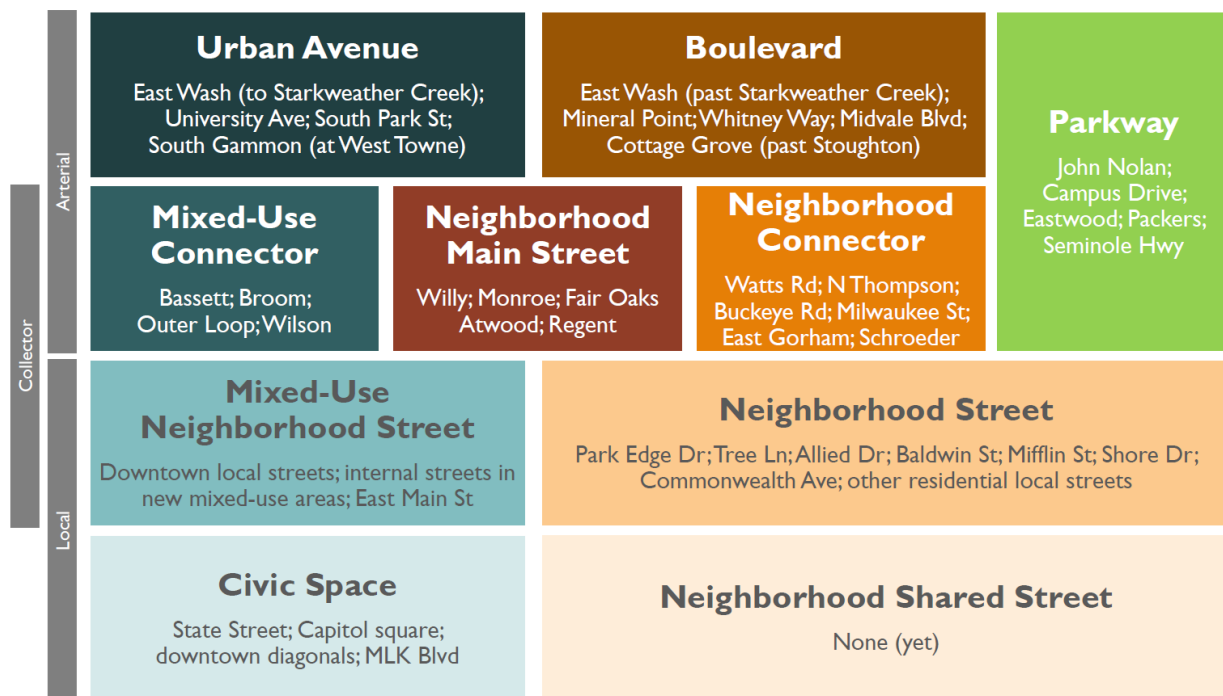 Arterial
Collector
Local
Urban Avenue
East Wash (to Starkweather Creek);
University Ave; South Park St;
South Gammon (at West Towne)
Boulevard
East Wash (past Starkweather Creek);
Mineral Point; Whitney Way; Midvale Blvd;
Cottage Grove (past Stoughton)
Parkway
John Nolan;
Campus Drive;
Eastwood; Packers;
Seminole Hwy
Mixed-Use
Connector
Bassett; Broom;
Outer Loop; Wilson
Neighborhood
Main Street
Willy; Monroe; Fair Oaks
Atwood; Regent
Neighborhood
Connector
Watts Rd; N Thompson;
Buckeye Rd; Milwaukee St;
East Gorham; Schroeder
Mixed-Use
Neighborhood Street
Downtown local streets; internal streets in
new mixed-use areas; East Main St
Neighborhood Street
Park Edge Dr; Tree Ln; Allied Dr; Baldwin St; Mifflin St; Shore Dr;
Commonwealth Ave; other residential local streets
Civic Space
State Street; Capitol square;
downtown diagonals; MLK Blvd
Neighborhood Shared Street
None (yet)